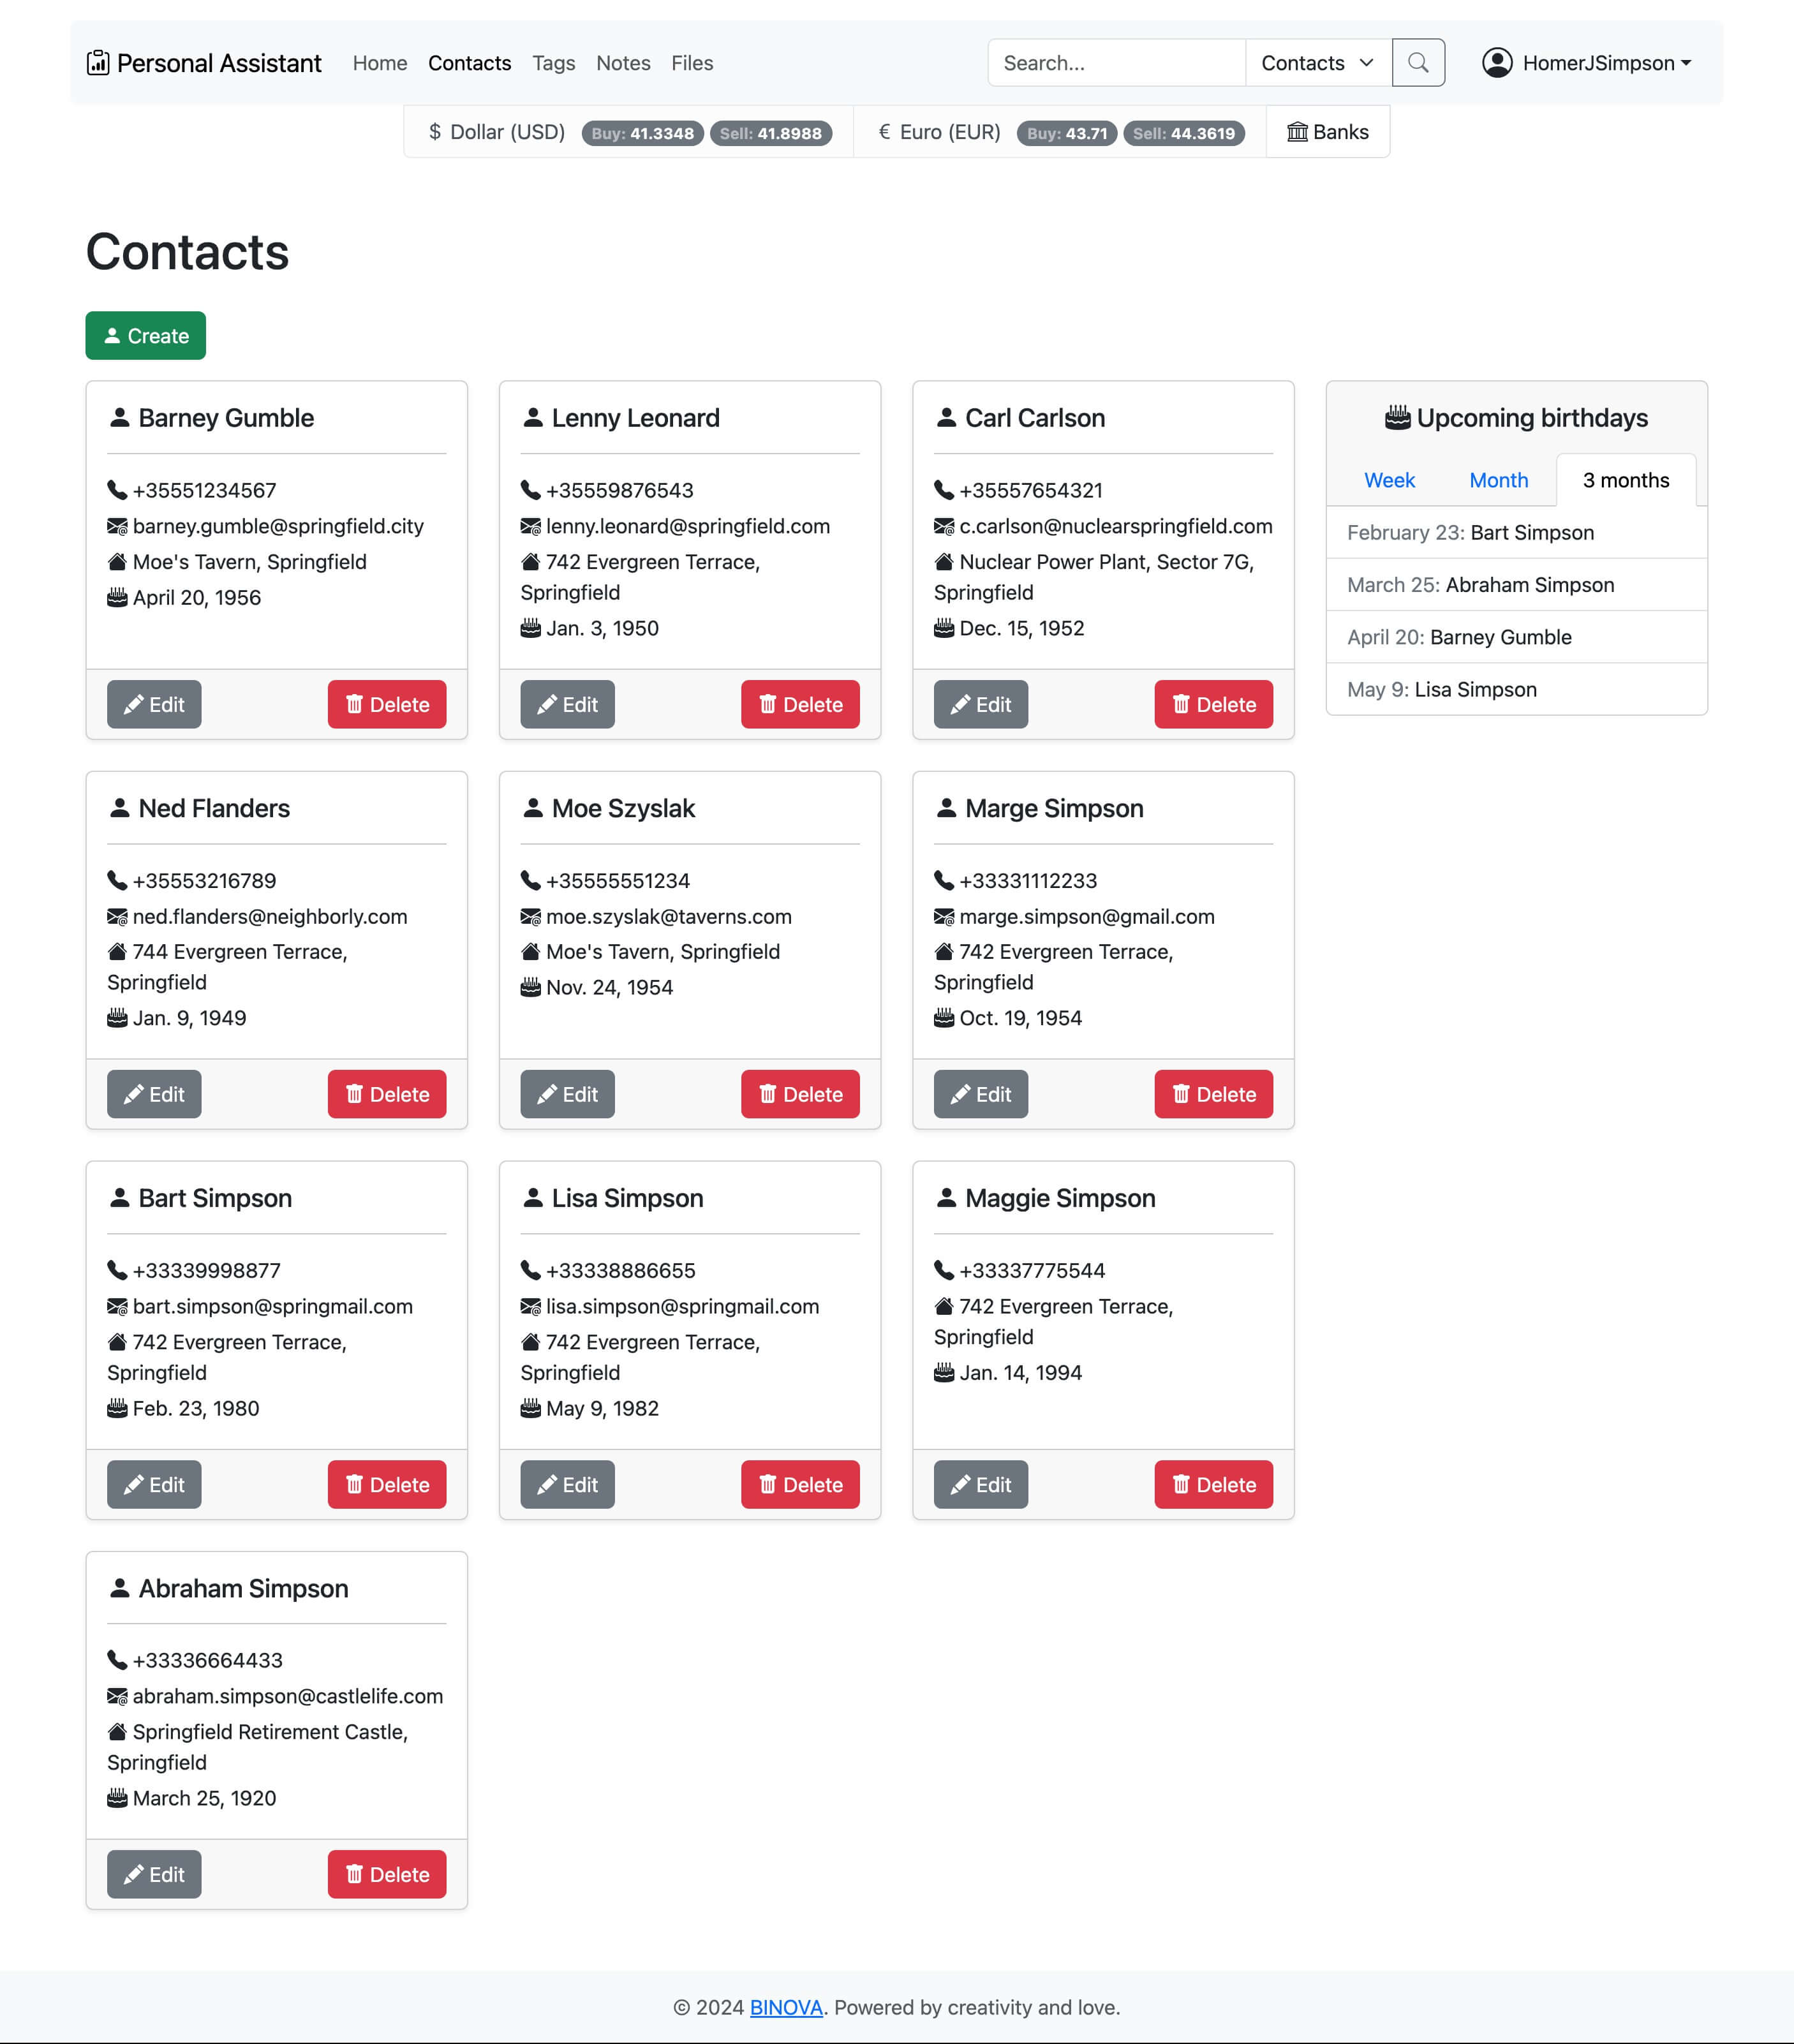 Personal Assistant Home Contacts Tags Notes Files Search... Contacts HomerJSimpson
$ Dollar (USD) Buy: 41.3348 Sell: 41.8988 € Euro (EUR) Buy: 43.71 Sell: 44.3619 Banks
Contacts
Create
Barney Gumble
+35551234567
barney.gumble@springfield.city
Moe's Tavern, Springfield
April 20, 1956
Edit Delete
Lenny Leonard
+35559876543
lenny.leonard@springfield.com
742 Evergreen Terrace,
Springfield
Jan. 3, 1950
Edit Delete
Carl Carlson
+35557654321
c.carlson@nuclearspringfield.com
Nuclear Power Plant, Sector 7G,
Springfield
Dec. 15, 1952
Edit Delete
Upcoming birthdays
Week Month 3 months
February 23: Bart Simpson
March 25: Abraham Simpson
April 20: Barney Gumble
May 9: Lisa Simpson
Ned Flanders
+35553216789
ned.flanders@neighborly.com
744 Evergreen Terrace,
Springfield
Jan. 9, 1949
Edit Delete
Moe Szyslak
+35555551234
moe.szyslak@taverns.com
Moe's Tavern, Springfield
Nov. 24, 1954
Edit Delete
Marge Simpson
+33331112233
marge.simpson@gmail.com
742 Evergreen Terrace,
Springfield
Oct. 19, 1954
Edit Delete
Bart Simpson
+33339998877
bart.simpson@springmail.com
742 Evergreen Terrace,
Springfield
Feb. 23, 1980
Edit Delete
Lisa Simpson
+33338886655
lisa.simpson@springmail.com
742 Evergreen Terrace,
Springfield
May 9, 1982
Edit Delete
Maggie Simpson
+33337775544
742 Evergreen Terrace,
Springfield
Jan. 14, 1994
Edit Delete
Abraham Simpson
+33336664433
abraham.simpson@castlelife.com
Springfield Retirement Castle,
Springfield
March 25, 1920
Edit Delete
© 2024 BINOVA. Powered by creativity and love.